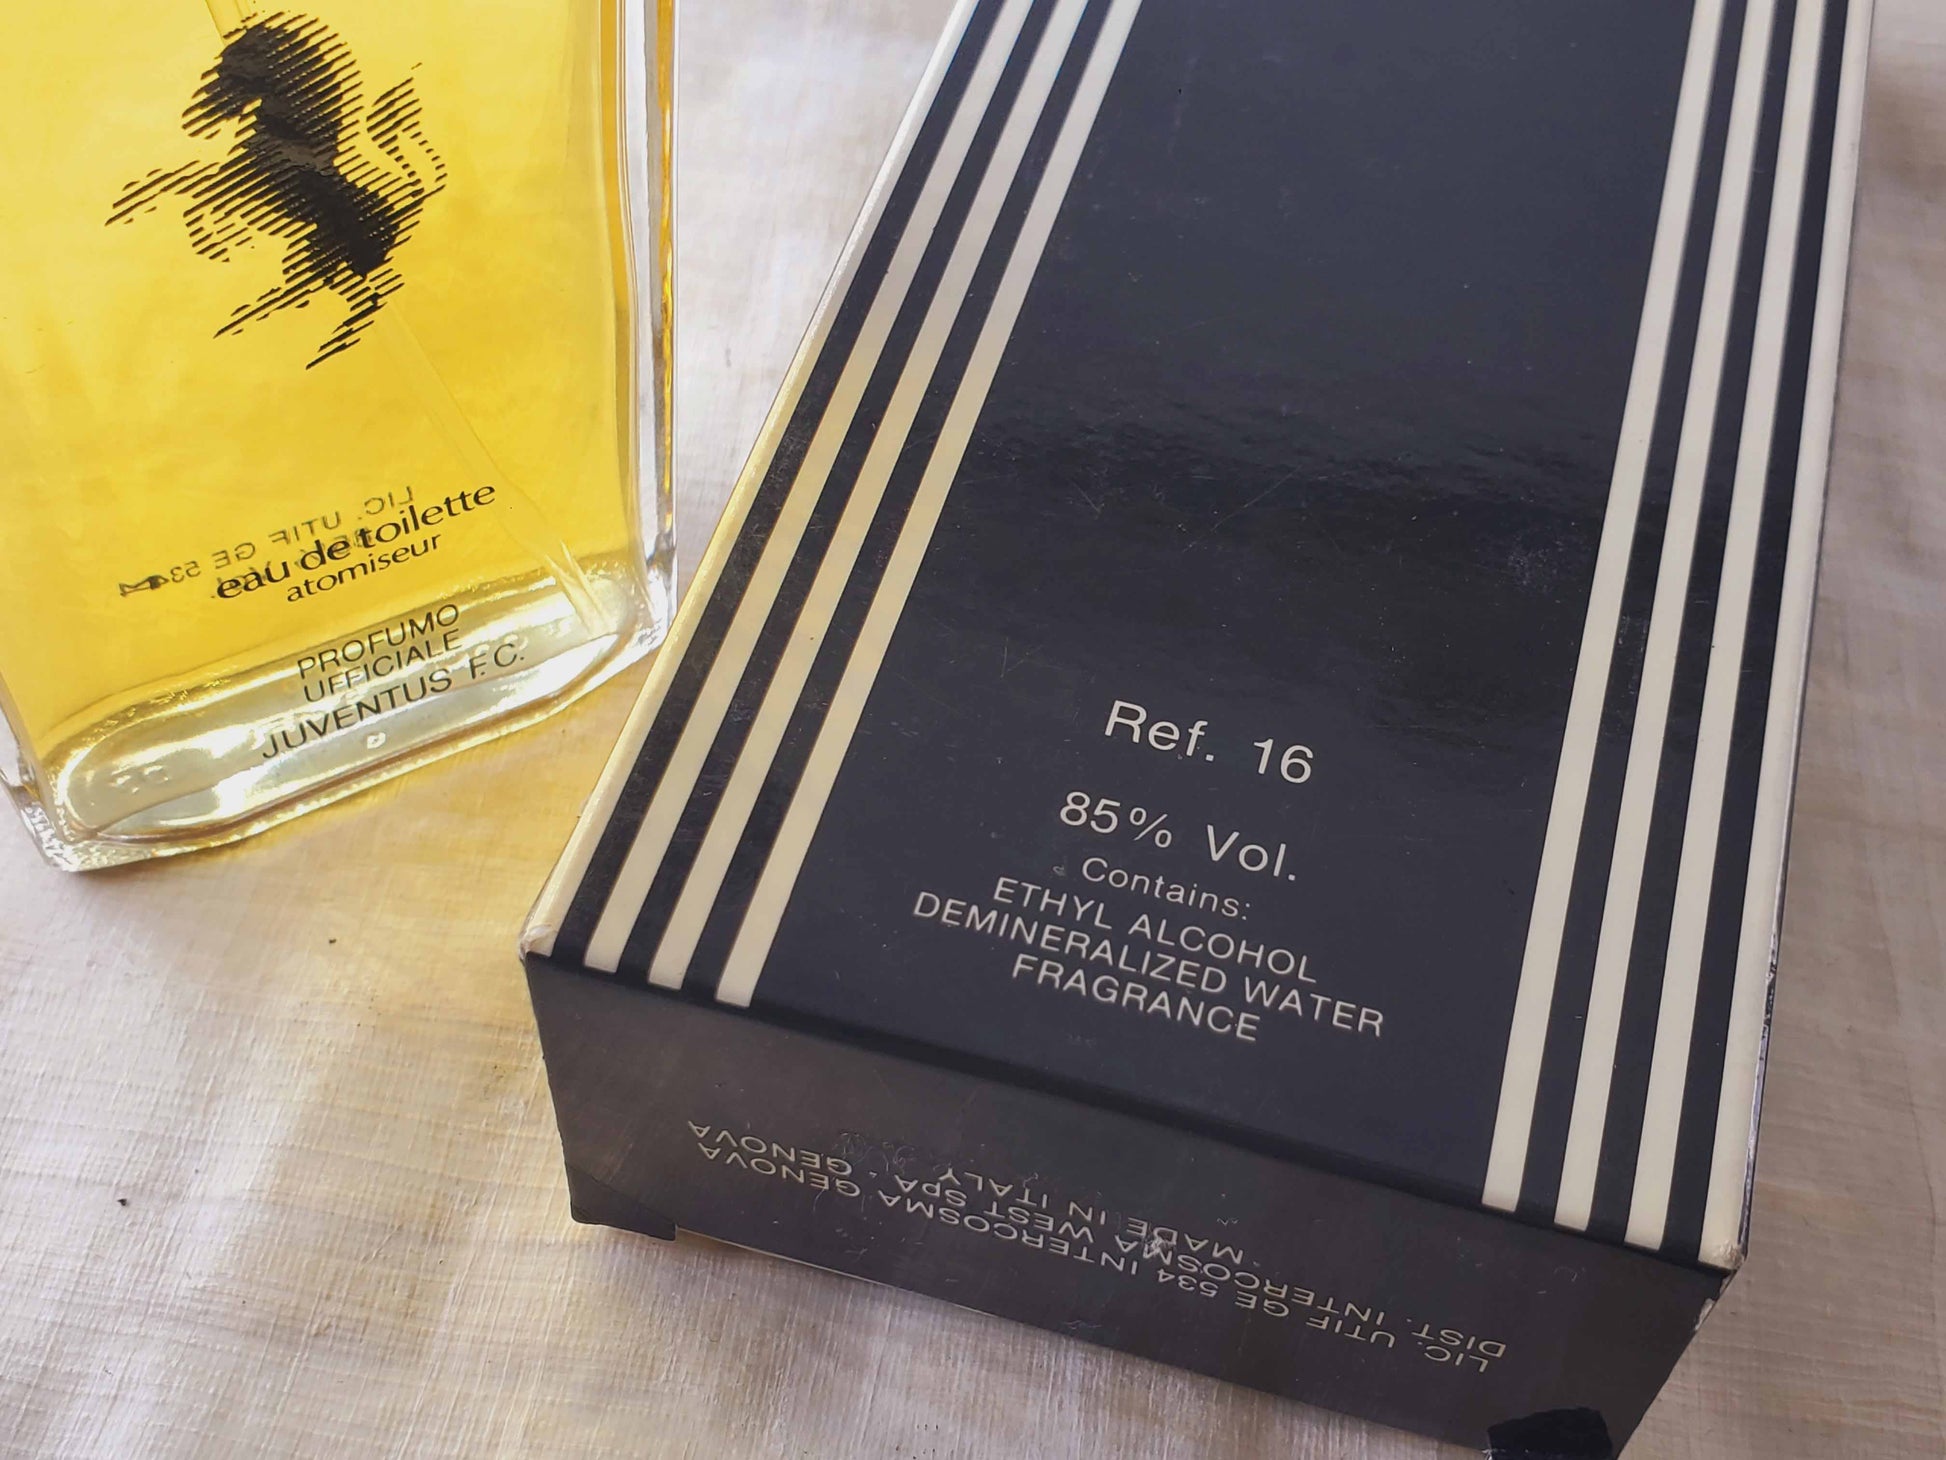 eau de toilette
atomiseur
PROFUMO
UFFICIALE
JUVENTUS F.C.
LIC. UTIF GE 534
Ref. 16
85% Vol.
Contains:
ETHYL ALCOHOL
DEMINERALIZED WATER
FRAGRANCE
LIC. UTIF GE 534 INTERCOSMA GENOVA
DIST. INTERCOSMA WEST SPA. GENOVA
MADE IN ITALY